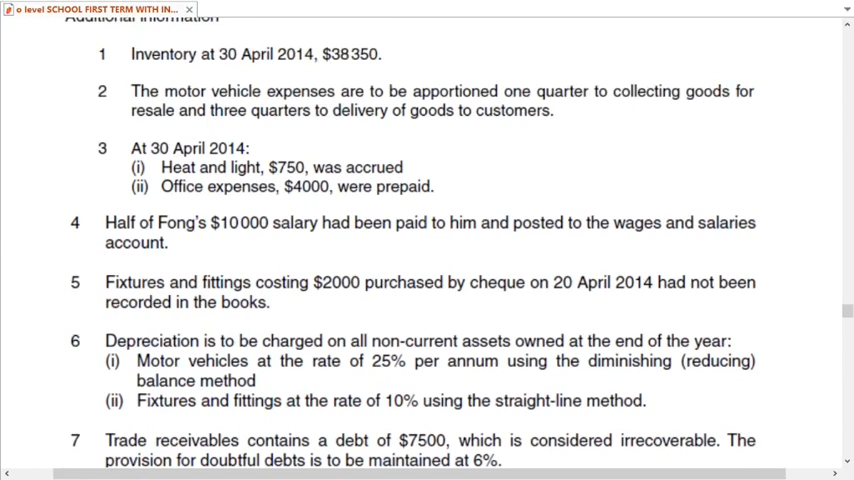 o level SCHOOL FIRST TERM WITH IN...
Additional information
1 Inventory at 30 April 2014, $38350.
2 The motor vehicle expenses are to be apportioned one quarter to collecting goods for
resale and three quarters to delivery of goods to customers.
3 At 30 April 2014:
(i) Heat and light, $750, was accrued
(ii) Office expenses, $4000, were prepaid.
4 Half of Fong's $10000 salary had been paid to him and posted to the wages and salaries
account.
5 Fixtures and fittings costing $2000 purchased by cheque on 20 April 2014 had not been
recorded in the books.
6 Depreciation is to be charged on all non-current assets owned at the end of the year:
(i) Motor vehicles at the rate of 25% per annum using the diminishing (reducing)
balance method
(ii) Fixtures and fittings at the rate of 10% using the straight-line method.
7 Trade receivables contains a debt of $7500, which is considered irrecoverable. The
provision for doubtful debts is to be maintained at 6%.